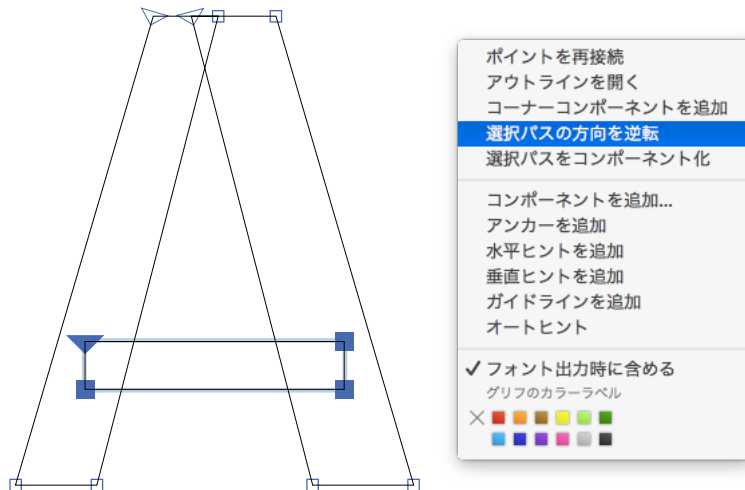 ポイントを再接続
アウトラインを開く
コーナーコンポーネントを追加
選択パスの方向を逆転
選択パスをコンポーネント化
コンポーネントを追加...
アンカーを追加
水平ヒントを追加
垂直ヒントを追加
ガイドラインを追加
オートヒント
✓フォント出力時に含める
グリフのカラーラベル